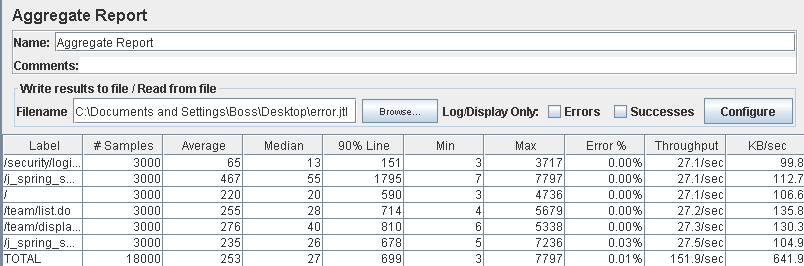 Aggregate Report
Name: Aggregate Report
Comments:
Write results to file / Read from file
Filename C:\Documents and Settings\Boss\Desktop\error.jtl Browse... Log/Display Only: Errors Successes Configure
Label # Samples Average Median 90% Line Min Max Error % Throughput KB/sec
/security/logi... 3000 65 13 151 3 3717 0.00% 27.1/sec 99.8
/j_spring_s... 3000 467 55 1795 7 7797 0.00% 27.1/sec 112.7
/ 3000 220 20 590 3 4736 0.00% 27.1/sec 106.6
/team/list.do 3000 255 28 714 4 5679 0.00% 27.2/sec 135.8
/team/displa... 3000 276 40 810 6 5338 0.00% 27.3/sec 130.3
/j_spring_s... 3000 235 26 678 5 7236 0.03% 27.5/sec 104.9
TOTAL 18000 253 27 699 3 7797 0.01% 151.9/sec 641.9